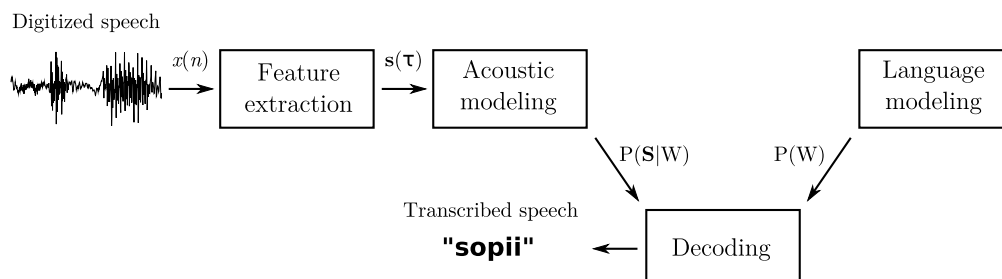 Digitized speech
x(n)
Feature
extraction
s(τ)
Acoustic
modeling
Language
modeling
P(S|W)
P(W)
Transcribed speech
"sopii"
Decoding